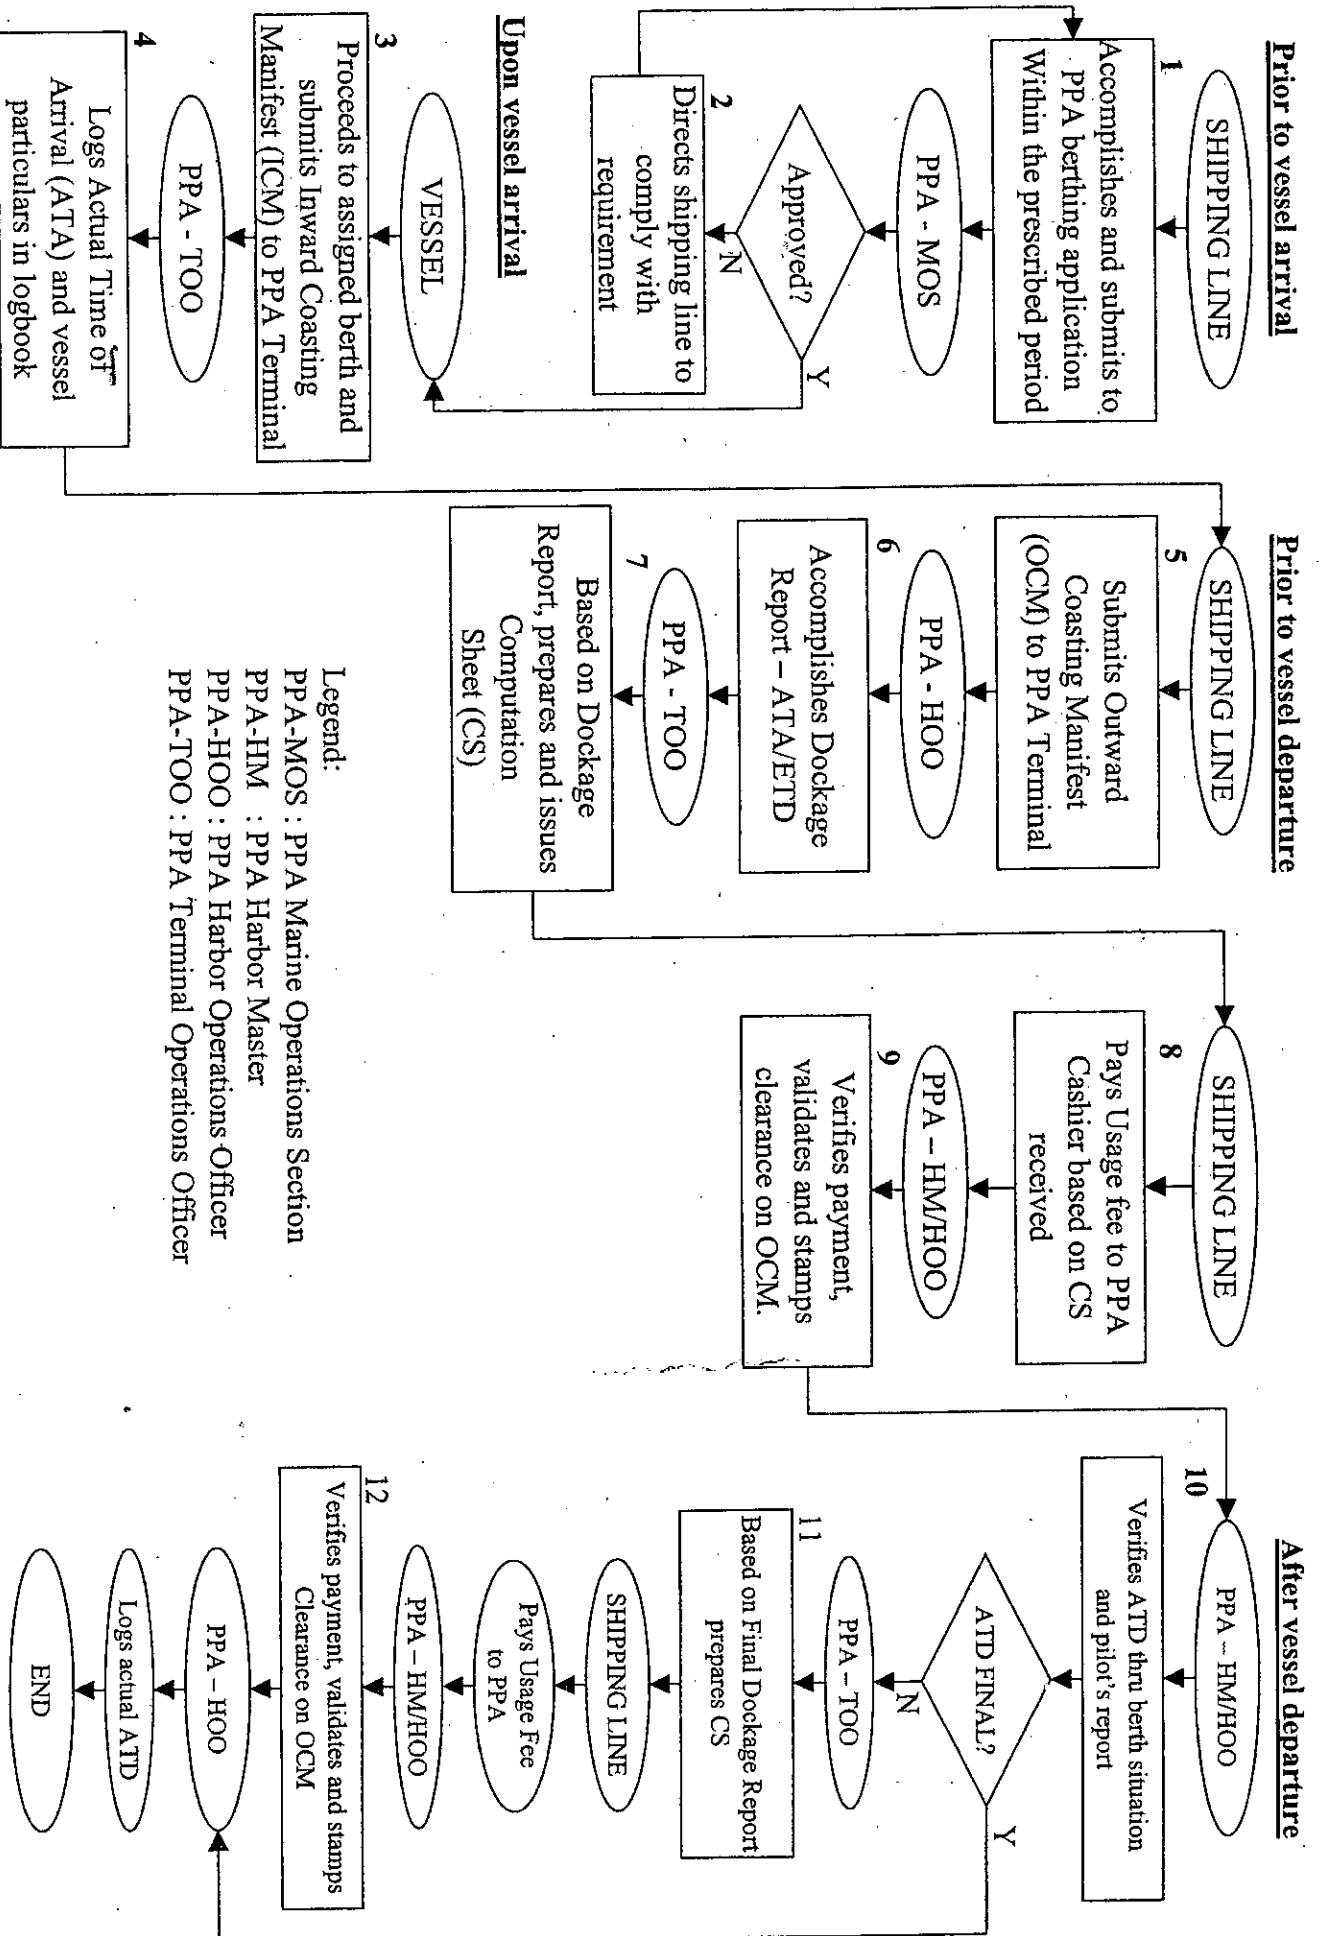 Prior to vessel arrival
SHIPPING LINE
1
Accomplishes and submits to
PPA berthing application
Within the prescribed period
PPA - MOS
Approved?
Y
N
2
Directs shipping line to
comply with
requirement
Upon vessel arrival
VESSEL
3
Proceeds to assigned berth and
submits Inward Coasting
Manifest (ICM) to PPA Terminal
PPA - TOO
4
Logs Actual Time of
Arrival (ATA) and vessel
particulars in logbook
Prior to vessel departure
SHIPPING LINE
5
Submits Outward
Coasting Manifest
(OCM) to PPA Terminal
PPA - HOO
6
Accomplishes Dockage
Report – ATA/ETD
PPA - TOO
7
Based on Dockage
Report, prepares and issues
Computation
Sheet (CS)
SHIPPING LINE
8
Pays Usage fee to PPA
Cashier based on CS
received
PPA – HM/HOO
9
Verifies payment,
validates and stamps
clearance on OCM.
After vessel departure
PPA – HM/HOO
10
Verifies ATD thru berth situation
and pilot's report
ATD FINAL?
Y
N
PPA – TOO
11
Based on Final Dockage Report
prepares CS
SHIPPING LINE
Pays Usage Fee
to PPA
PPA – HM/HOO
12
Verifies payment, validates and stamps
Clearance on OCM
PPA – HOO
Logs actual ATD
END
Legend:
PPA-MOS : PPA Marine Operations Section
PPA-HM : PPA Harbor Master
PPA-HOO : PPA Harbor Operations Officer
PPA-TOO : PPA Terminal Operations Officer